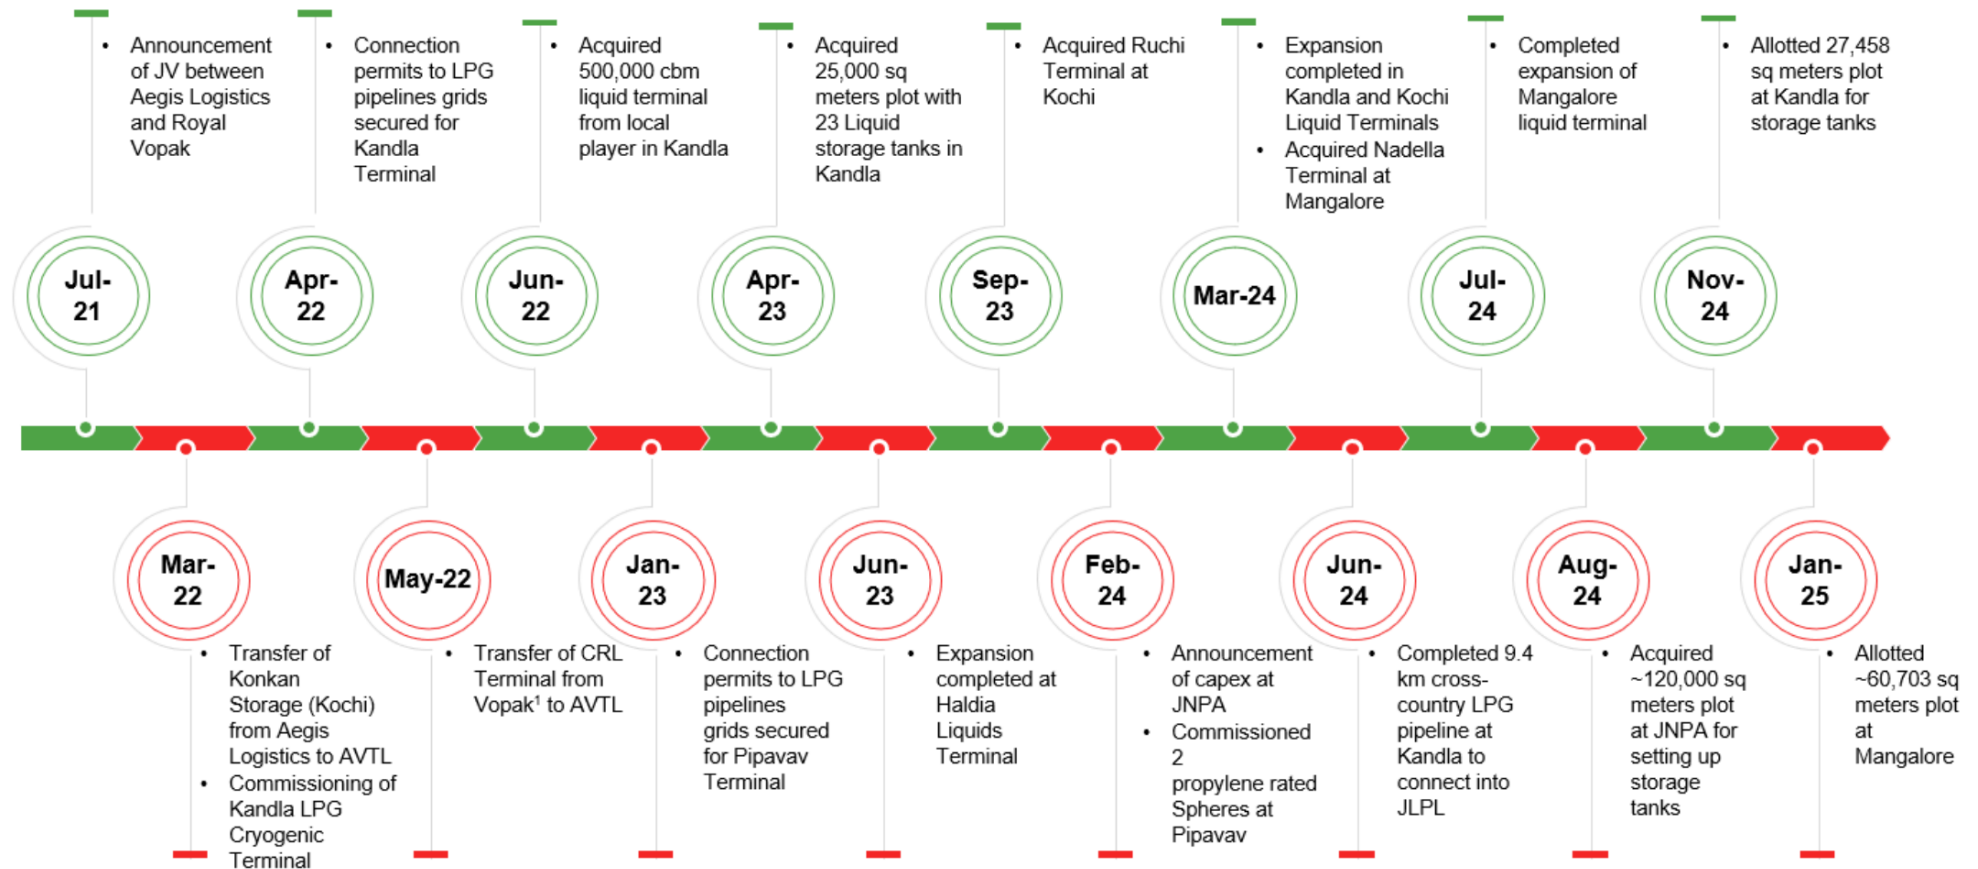 • Announcement
of JV between
Aegis Logistics
and Royal
Vopak
• Connection
permits to LPG
pipelines grids
secured for
Kandla
Terminal
• Acquired
500,000 cbm
liquid terminal
from local
player in Kandla
• Acquired
25,000 sq
meters plot with
23 Liquid
storage tanks in
Kandla
• Acquired Ruchi
Terminal at
Kochi
• Expansion
completed in
Kandla and Kochi
Liquid Terminals
• Acquired Nadella
Terminal at
Mangalore
• Completed
expansion of
Mangalore
liquid terminal
• Allotted 27,458
sq meters plot
at Kandla for
storage tanks
Jul-
21
Apr-
22
Jun-
22
Apr-
23
Sep-
23
Mar-24
Jul-
24
Nov-
24
Mar-
22
May-22
Jan-
23
Jun-
23
Feb-
24
Jun-
24
Aug-
24
Jan-
25
• Transfer of
Konkan
Storage (Kochi)
from Aegis
Logistics to AVTL
• Commissioning of
Kandla LPG
Cryogenic
Terminal
• Transfer of CRL
Terminal from
Vopak¹ to AVTL
• Connection
permits to LPG
pipelines
grids secured
for Pipavav
Terminal
• Expansion
completed at
Haldia
Liquids
Terminal
• Announcement
of capex at
JNPA
• Commissioned
2
propylene rated
Spheres at
Pipavav
• Completed 9.4
km cross-
country LPG
pipeline at
Kandla to
connect into
JLPL
• Acquired
~120,000 sq
meters plot
at JNPA for
setting up
storage
tanks
• Allotted
~60,703 sq
meters plot
at
Mangalore